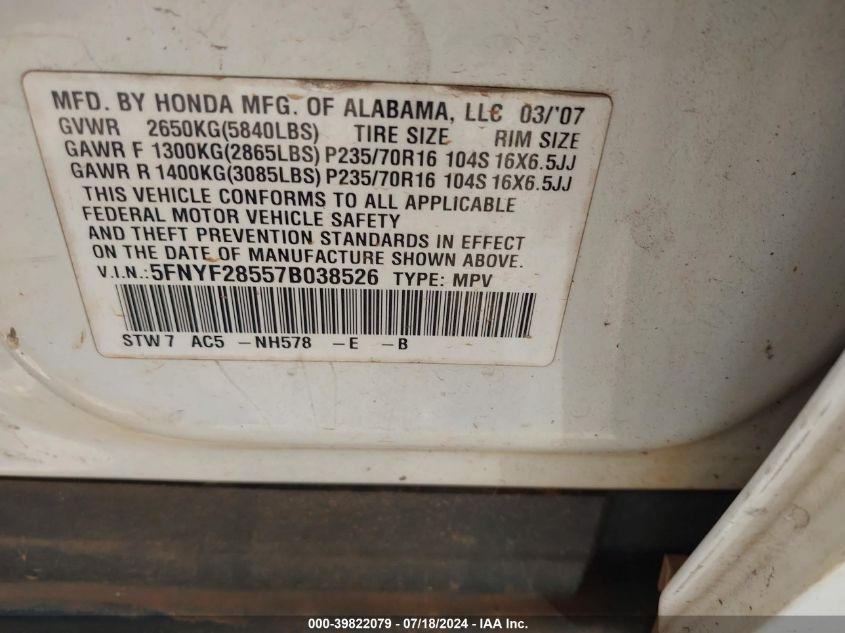 MFD. BY HONDA MFG. OF ALABAMA, LLC 03/'07
GVWR 2650KG(5840LBS) TIRE SIZE RIM SIZE
GAWR F 1300KG(2865LBS) P235/70R16 104S 16X6.5JJ
GAWR R 1400KG(3085LBS) P235/70R16 104S 16X6.5JJ
THIS VEHICLE CONFORMS TO ALL APPLICABLE
FEDERAL MOTOR VEHICLE SAFETY
AND THEFT PREVENTION STANDARDS IN EFFECT
ON THE DATE OF MANUFACTURE SHOWN ABOVE.
V.I.N.: 5FNYF28557B038526 TYPE: MPV
STW 7 AC5 -NH578 -E -B
000-39822079 - 07/18/2024 - IAA Inc.